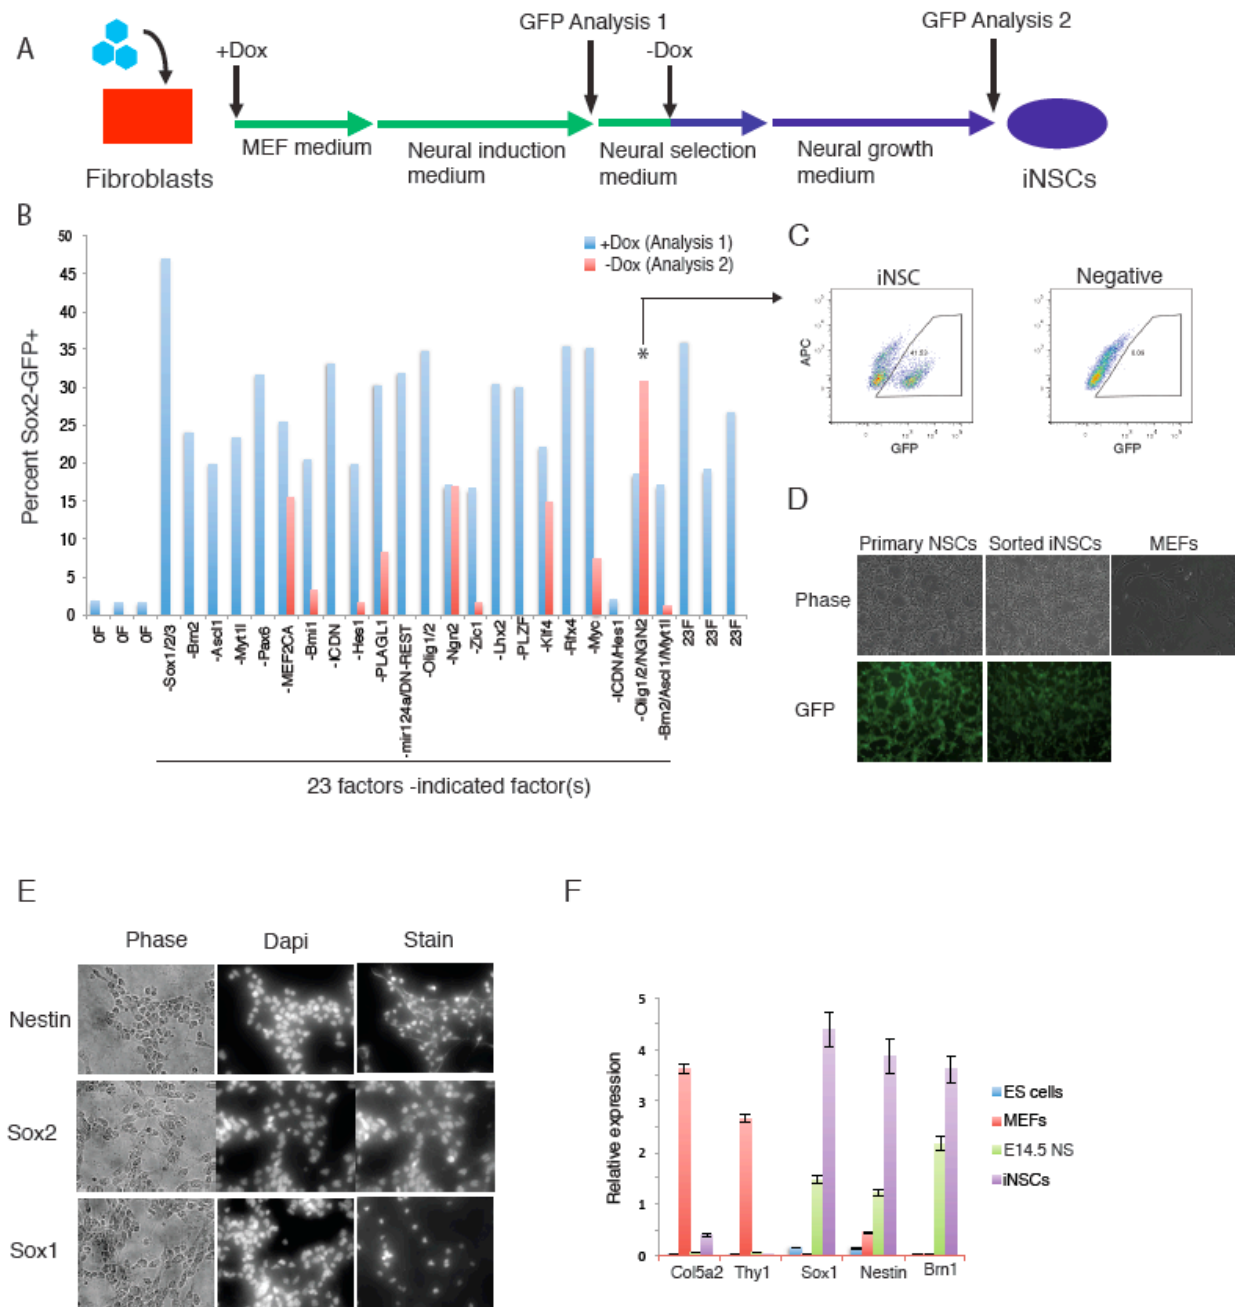 A
+Dox
GFP Analysis 1
-Dox
GFP Analysis 2
MEF medium
Neural induction
medium
Neural selection
medium
Neural growth
medium
Fibroblasts
iNSCs
B
Percent Sox2-GFP+
50
45
40
35
30
25
20
15
10
5
0
+Dox (Analysis 1)
-Dox (Analysis 2)
*
0F
0F
0F
-Sox1/2/3
-Brn2
-Ascl1
-Myt1l
-Pax6
-MEF2CA
-Bmi1
-ICDN
-Hes1
-PLAGL1
-mir124a/DN-REST
-Olig1/2
-Ngn2
-Zic1
-Lhx2
-PLZF
-Klf4
-Rfx4
-Myc
-ICDN/Hes1
-Olig1/2/NGN2
-Brn2/Ascl1/Myt1l
23F
23F
23F
23 factors -indicated factor(s)
C
iNSC
Negative
APC
41.53
GFP
GFP
D
Primary NSCs
Sorted iNSCs
MEFs
Phase
GFP
E
Phase
Dapi
Stain
Nestin
Sox2
Sox1
F
Relative expression
5
4
3
2
1
0
Col5a2
Thy1
Sox1
Nestin
Brn1
ES cells
MEFs
E14.5 NS
iNSCs